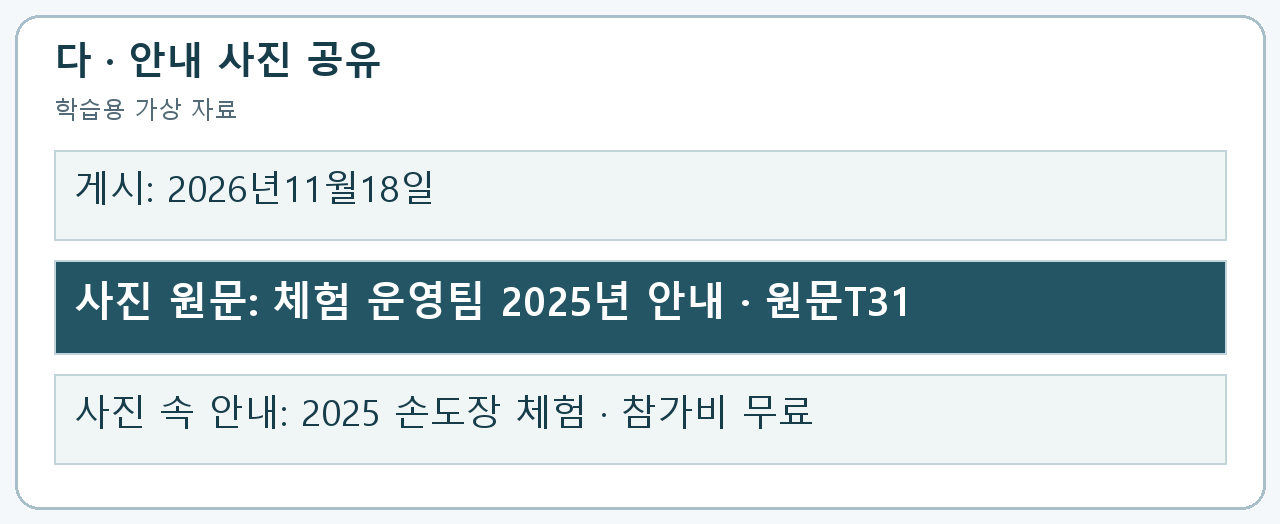 다 · 안내 사진 공유
학습용 가상 자료
게시: 2026년11월18일
사진 원문: 체험 운영팀 2025년 안내 · 원문T31
사진 속 안내: 2025 손도장 체험 · 참가비 무료